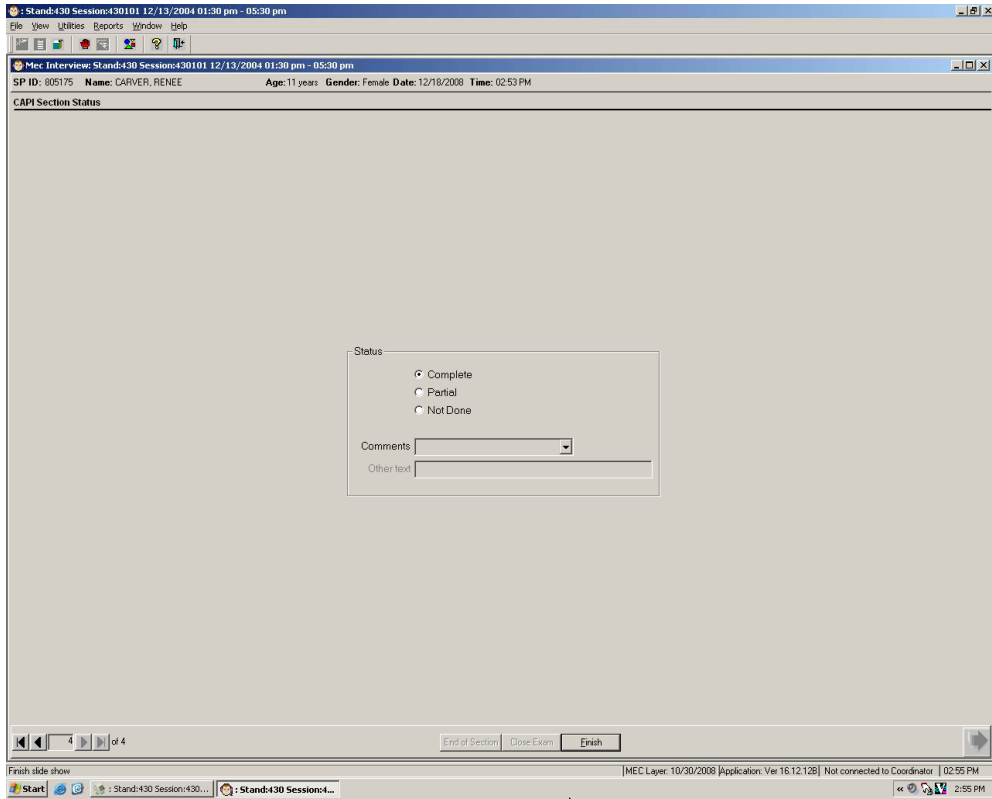 : Stand:430 Session:430101 12/13/2004 01:30 pm - 05:30 pm
File View Utilities Reports Window Help
Mec Interview: Stand:430 Session:430101 12/13/2004 01:30 pm - 05:30 pm
SP ID: 805175 Name: CARVER, RENEE Age: 11 years Gender: Female Date: 12/18/2008 Time: 02:53 PM
CAPI Section Status
Status
Complete
Partial
Not Done
Comments
Other text
4 of 4 End of Section Close Exam Finish
Finish slide show MEC Layer: 10/30/2008 Application: Ver 16.12.12B Not connected to Coordinator 02:55 PM
Start : Stand:430 Session:430... : Stand:430 Session:4... « 2:55 PM